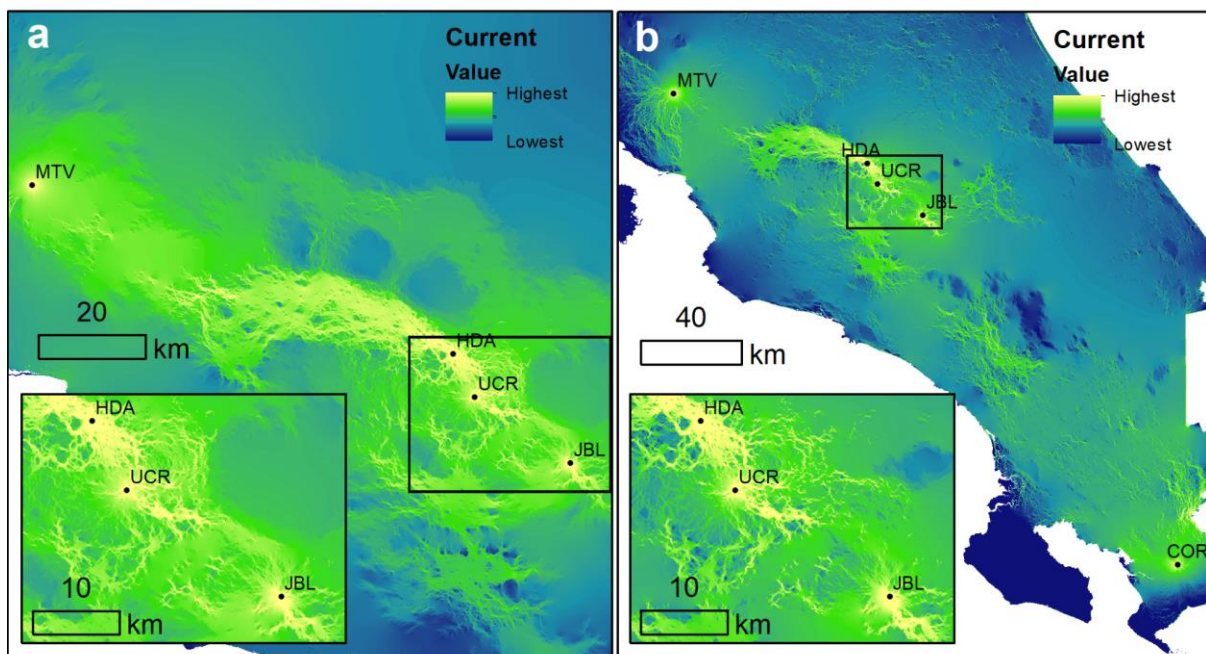 a
Current
Value
Highest
Lowest
MTV
20
km
HDA
UCR
JBL
HDA
UCR
JBL
10
km
b
Current
Value
Highest
Lowest
MTV
HDA
UCR
JBL
40
km
HDA
UCR
JBL
10
km
COR